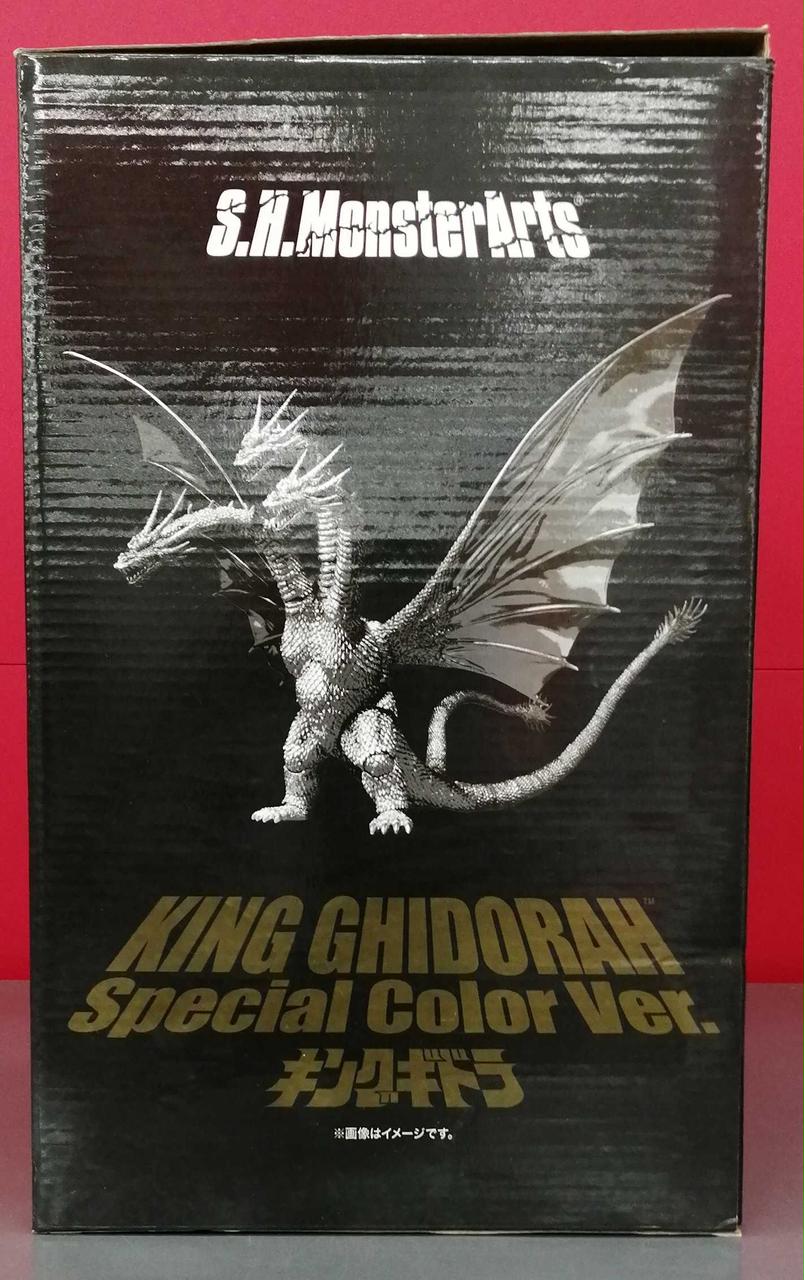 S.H.MonsterArts®
KING GHIDORAH™
Special Color Ver.
キングギドラ
※画像はイメージです。